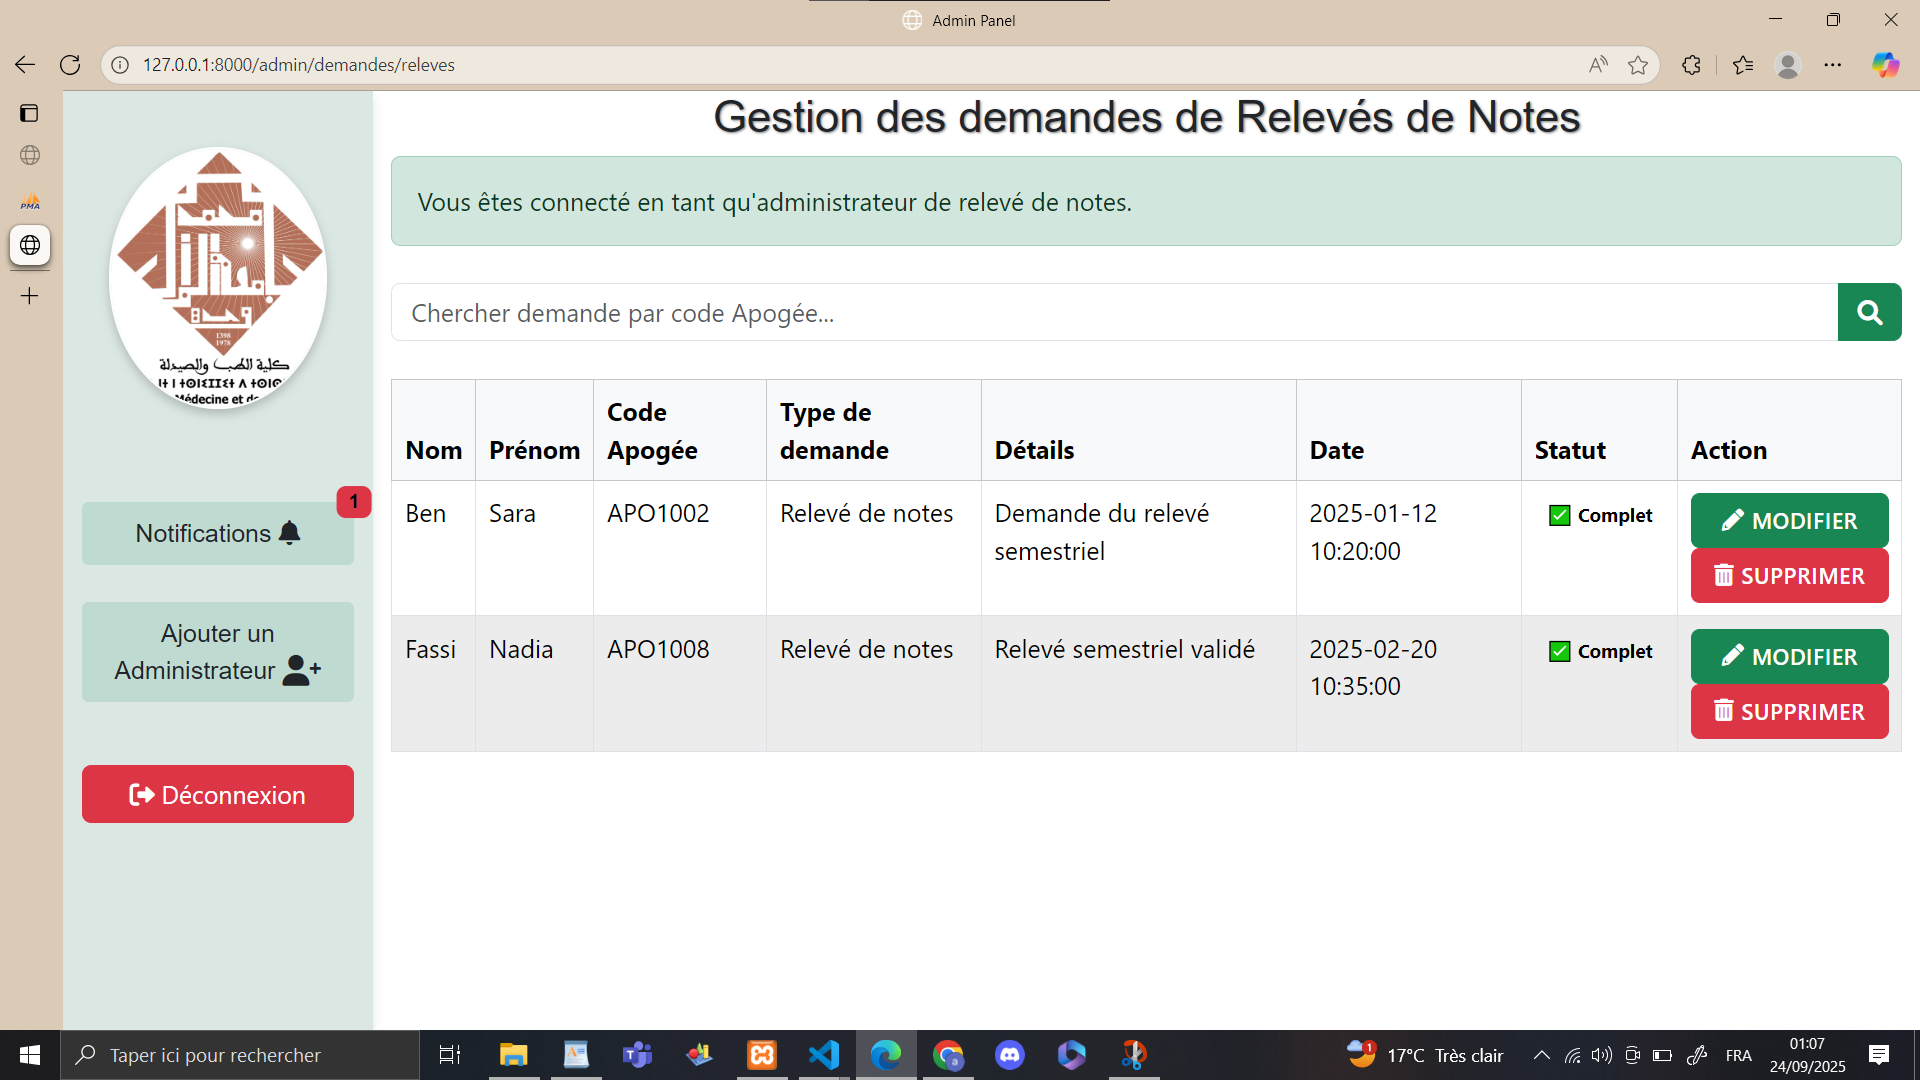 Admin Panel
127.0.0.1:8000/admin/demandes/releves
PMA
Gestion des demandes de Relevés de Notes
Vous êtes connecté en tant qu'administrateur de relevé de notes.
Chercher demande par code Apogée...
1398
1978
كلية الطب والصيدلة
Médecine et de
1
Notifications
Ajouter un
Administrateur
Déconnexion
Nom Prénom Code Apogée Type de demande Détails Date Statut Action
Ben Sara APO1002 Relevé de notes Demande du relevé semestriel 2025-01-12 10:20:00 Complet MODIFIER
SUPPRIMER
Fassi Nadia APO1008 Relevé de notes Relevé semestriel validé 2025-02-20 10:35:00 Complet MODIFIER
SUPPRIMER
Taper ici pour rechercher
1
17°C Très clair
FRA
01:07
24/09/2025